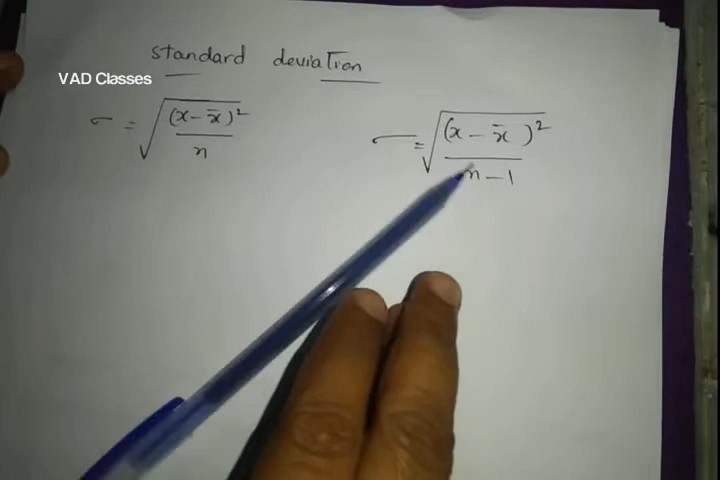 standard deviation
VAD Classes
σ = √((x - x̄)² / n)
σ = √((x - x̄)² / n - 1)